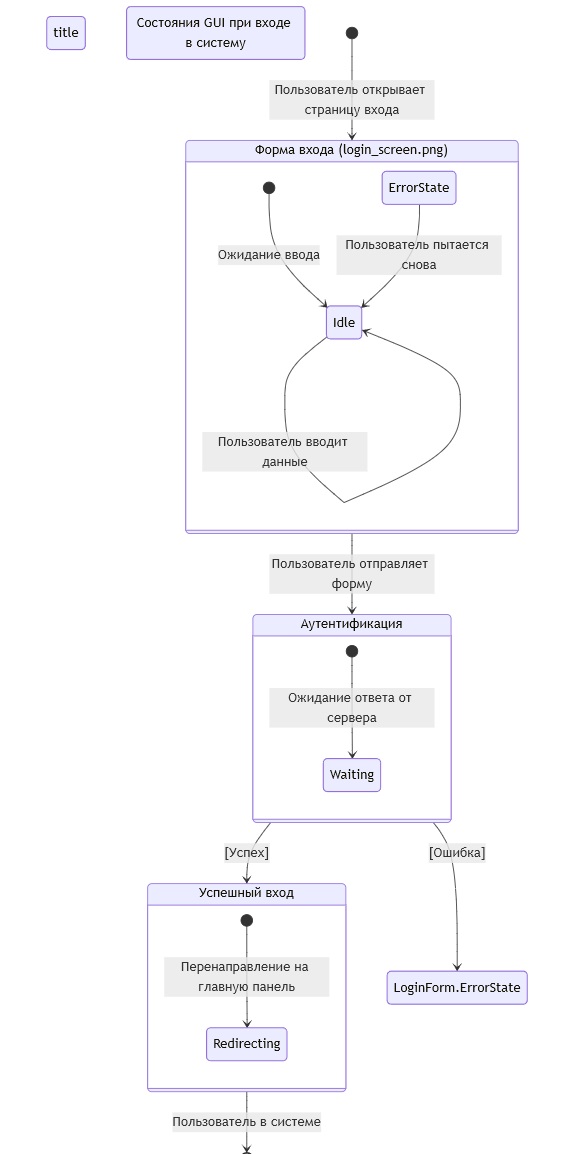 title
Состояния GUI при входе
в систему
Пользователь открывает
страницу входа
Форма входа (login_screen.png)
ErrorState
Ожидание ввода
Пользователь пытается
снова
Idle
Пользователь вводит
данные
Пользователь отправляет
форму
Аутентификация
Ожидание ответа от
сервера
Waiting
[Успех]
[Ошибка]
Успешный вход
Перенаправление на
главную панель
LoginForm.ErrorState
Redirecting
Пользователь в системе